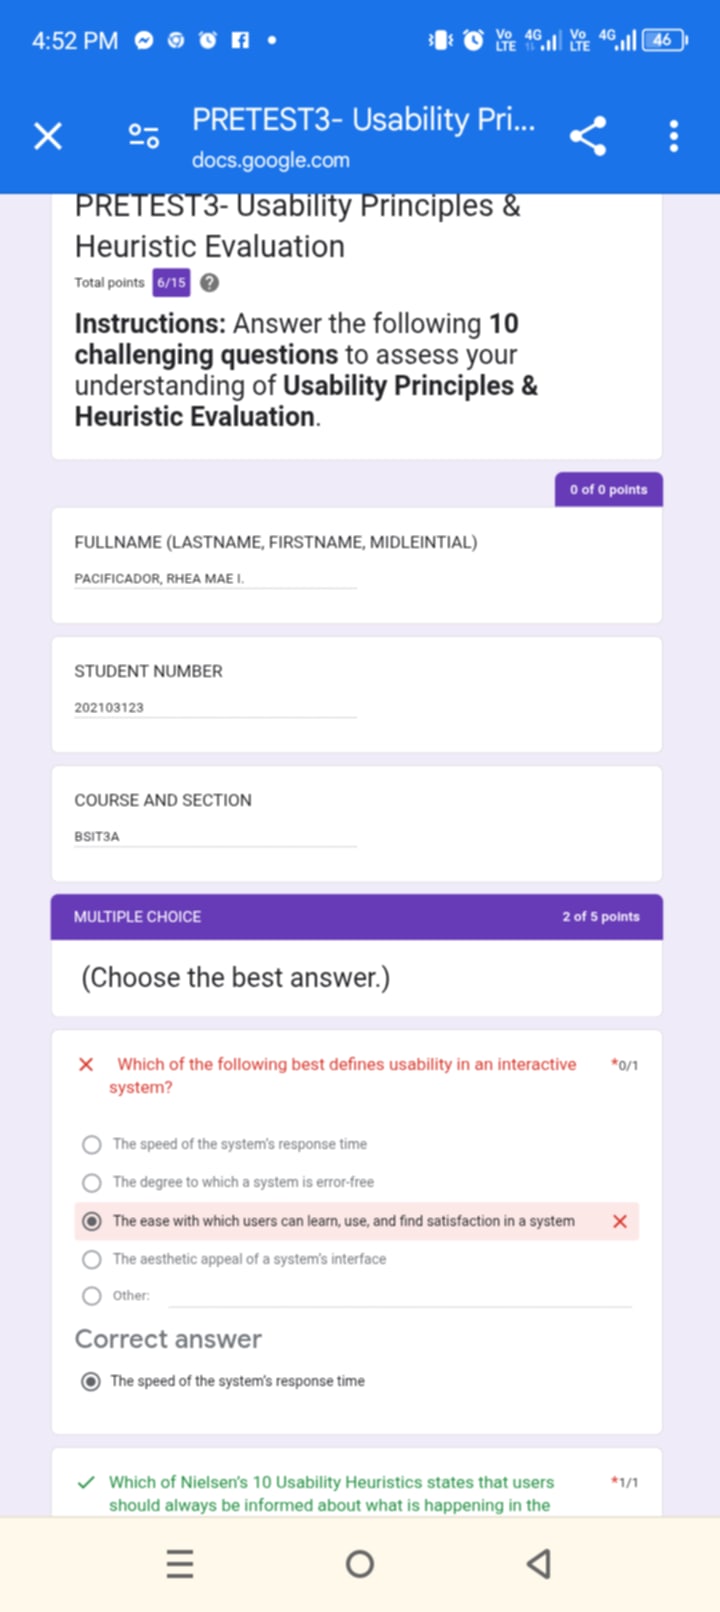 4:52 PM
Vo LTE 4G Vo LTE 4G 46
PRETEST3- Usability Pri...
docs.google.com
PRETEST3- Usability Principles &
Heuristic Evaluation
Total points 6/15 ?
Instructions: Answer the following 10
challenging questions to assess your
understanding of Usability Principles &
Heuristic Evaluation.
0 of 0 points
FULLNAME (LASTNAME, FIRSTNAME, MIDLEINTIAL)
PACIFICADOR, RHEA MAE I.
STUDENT NUMBER
202103123
COURSE AND SECTION
BSIT3A
MULTIPLE CHOICE 2 of 5 points
(Choose the best answer.)
Which of the following best defines usability in an interactive *0/1
system?
The speed of the system's response time
The degree to which a system is error-free
The ease with which users can learn, use, and find satisfaction in a system
The aesthetic appeal of a system's interface
Other:
Correct answer
The speed of the system's response time
Which of Nielsen's 10 Usability Heuristics states that users *1/1
should always be informed about what is happening in the